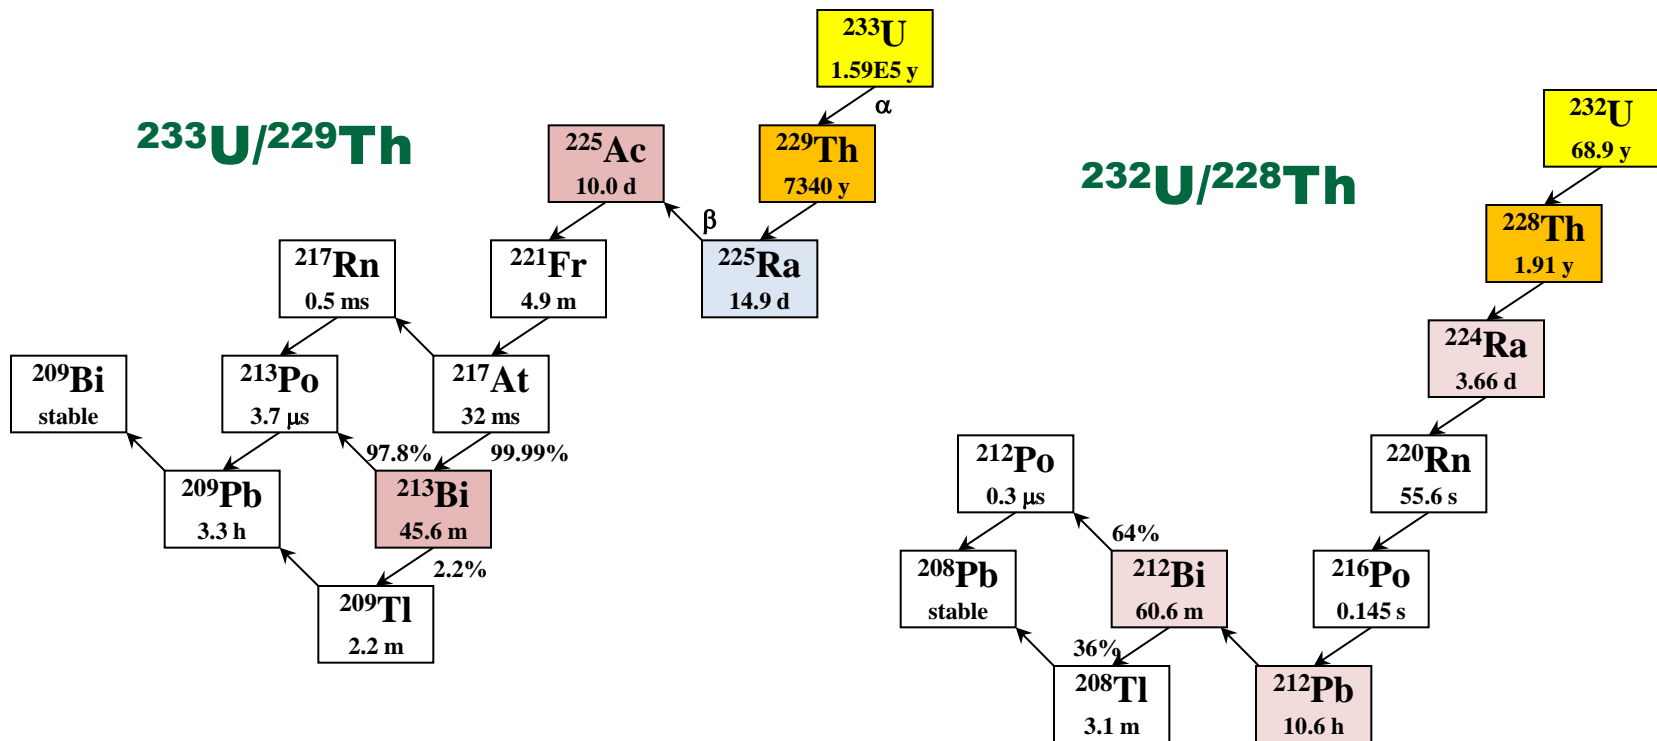 ²³³U
1.59E5 y
α
²³³U/²²⁹Th
²²⁵Ac
10.0 d
²²⁹Th
7340 y
β
²¹⁷Rn
0.5 ms
²²¹Fr
4.9 m
²²⁵Ra
14.9 d
²⁰⁹Bi
stable
²¹³Po
3.7 μs
²¹⁷At
32 ms
97.8%
99.99%
²⁰⁹Pb
3.3 h
²¹³Bi
45.6 m
2.2%
²⁰⁹Tl
2.2 m
²³²U
68.9 y
²³²U/²²⁸Th
²²⁸Th
1.91 y
²²⁴Ra
3.66 d
²¹²Po
0.3 μs
²²⁰Rn
55.6 s
64%
²⁰⁸Pb
stable
²¹²Bi
60.6 m
²¹⁶Po
0.145 s
36%
²⁰⁸Tl
3.1 m
²¹²Pb
10.6 h